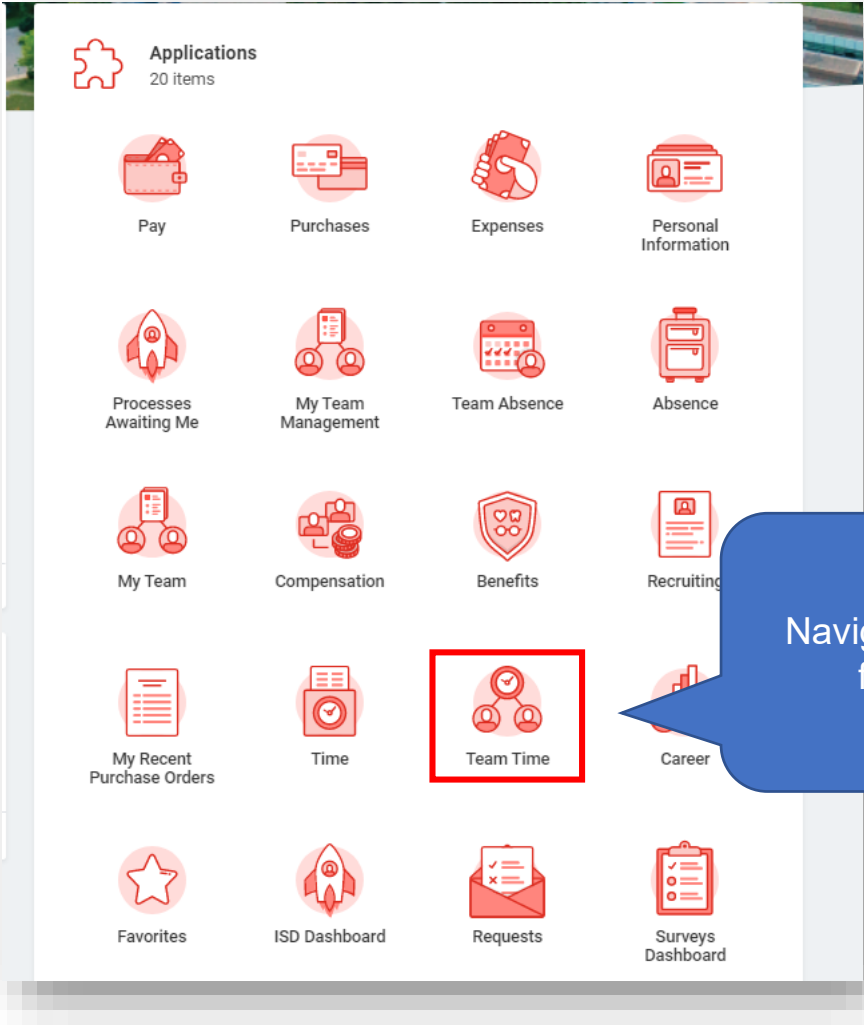 Applications
20 items
Pay
Purchases
Expenses
Personal
Information
Processes
Awaiting Me
My Team
Management
Team Absence
Absence
My Team
Compensation
Benefits
Recruiting
My Recent
Purchase Orders
Time
Team Time
Career
Favorites
ISD Dashboard
Requests
Surveys
Dashboard